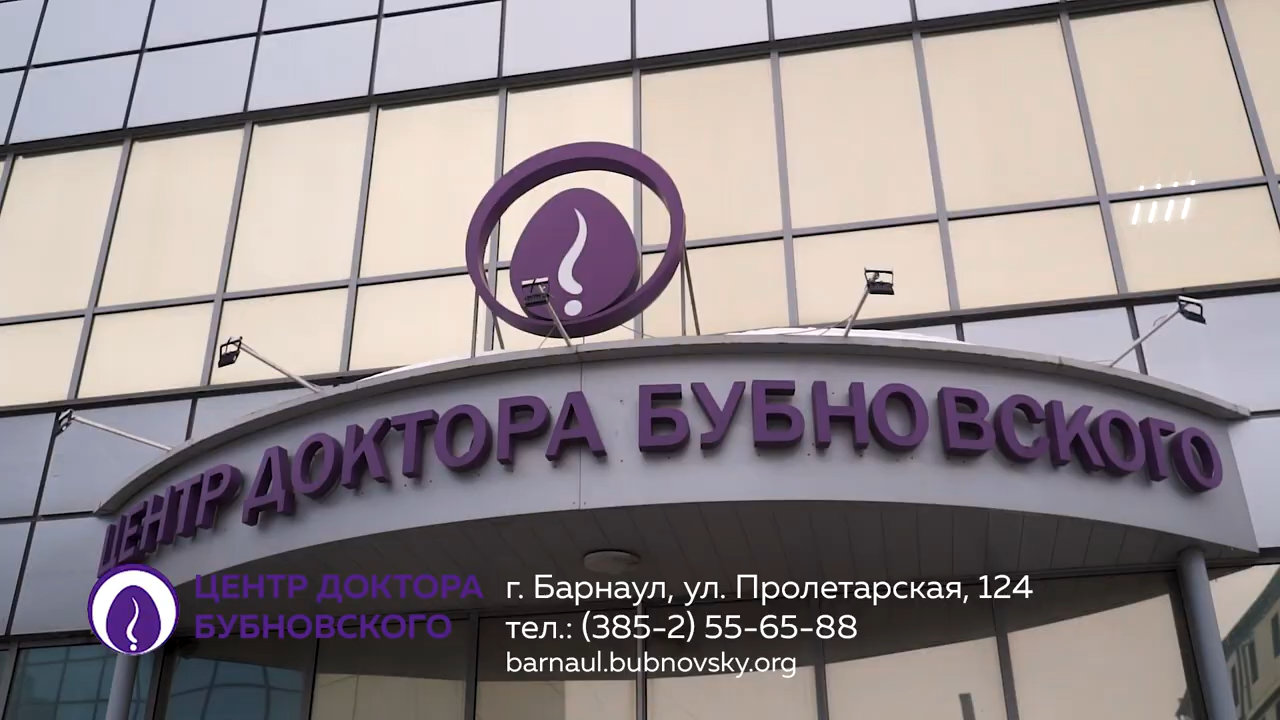 ЦЕНТР ДОКТОРА БУБНОВСКОГО
ЦЕНТР ДОКТОРА
БУБНОВСКОГО
г. Барнаул, ул. Пролетарская, 124
тел.: (385-2) 55-65-88
barnaul.bubnovsky.org